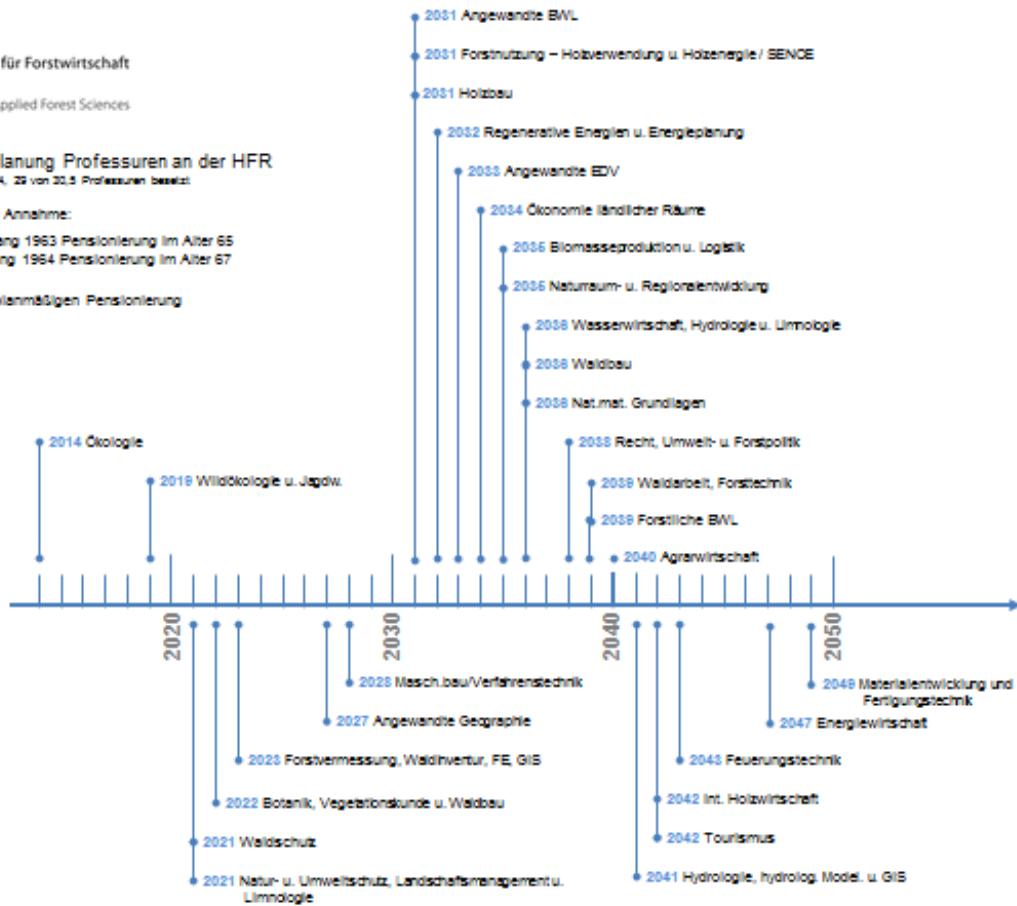 2031 Angewandte BWL
für Forstwirtschaft
2031 Forstnutzung – Holzverwendung u. Holzenergie / SENCE
2031 Holzbau
Applied Forest Sciences
2032 Regenerative Energien u. Energieplanung
lanung Professuren an der HFR
4, 29 von 30,5 Professuren besetzt
2033 Angewandte EDV
Annahme:
2034 Ökonomie ländlicher Räume
ang 1963 Pensionierung im Alter 65
ng 1964 Pensionierung im Alter 67
2035 Biomasseproduktion u. Logistik
2035 Naturraum- u. Regionalentwicklung
planmäßigen Pensionierung
2036 Wasserwirtschaft, Hydrologie u. Limnologie
2036 Waldbau
2036 Nat.mat. Grundlagen
2014 Ökologie
2038 Recht, Umwelt- u. Forstpolitik
2019 Wildökologie u. Jagdw.
2039 Waldarbeit, Forsttechnik
2039 Forstliche BWL
2040 Agrarwirtschaft
2020
2030
2040
2050
2028 Masch.bau/Verfahrenstechnik
2049 Materialentwicklung und
Fertigungstechnik
2027 Angewandte Geographie
2047 Energiewirtschaft
2023 Forstvermessung, Waldinvertur, FE, GIS
2043 Feuerungstechnik
2022 Botanik, Vegetationskunde u. Waldbau
2042 Int. Holzwirtschaft
2021 Waldschutz
2042 Tourismus
2021 Natur- u. Umweltschutz, Landschaftsmanagement u.
Limnologie
2041 Hydrologie, hydrolog. Model. u. GIS